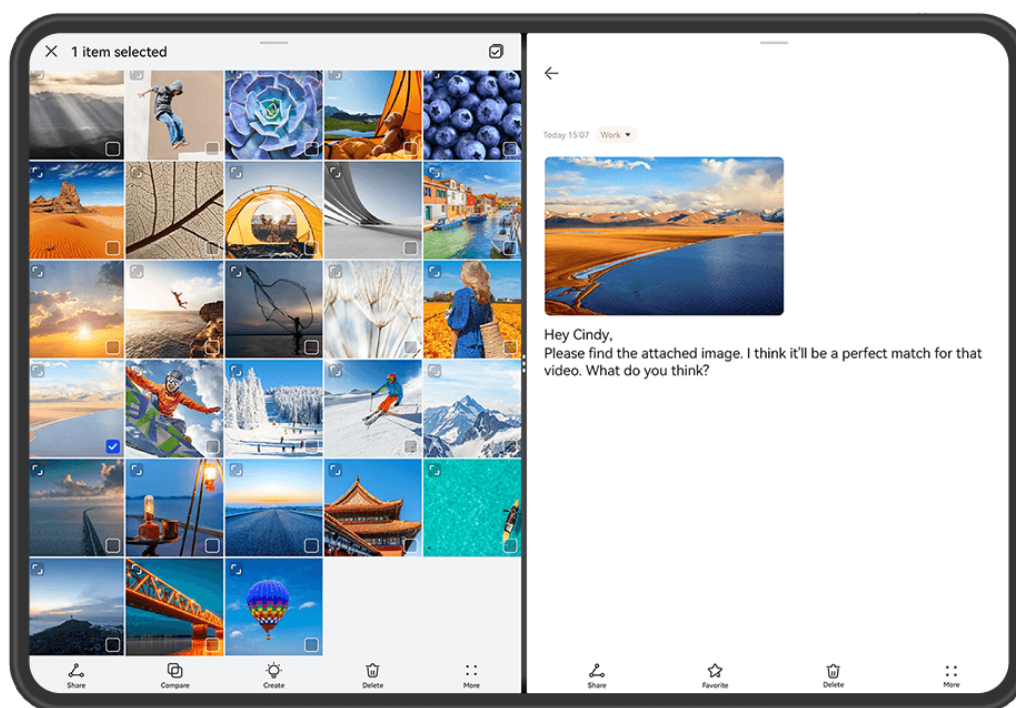 1 item selected
Share
Compare
Create
Delete
More
Today 15:07 Work
Hey Cindy,
Please find the attached image. I think it'll be a perfect match for that
video. What do you think?
Share
Favorite
Delete
More